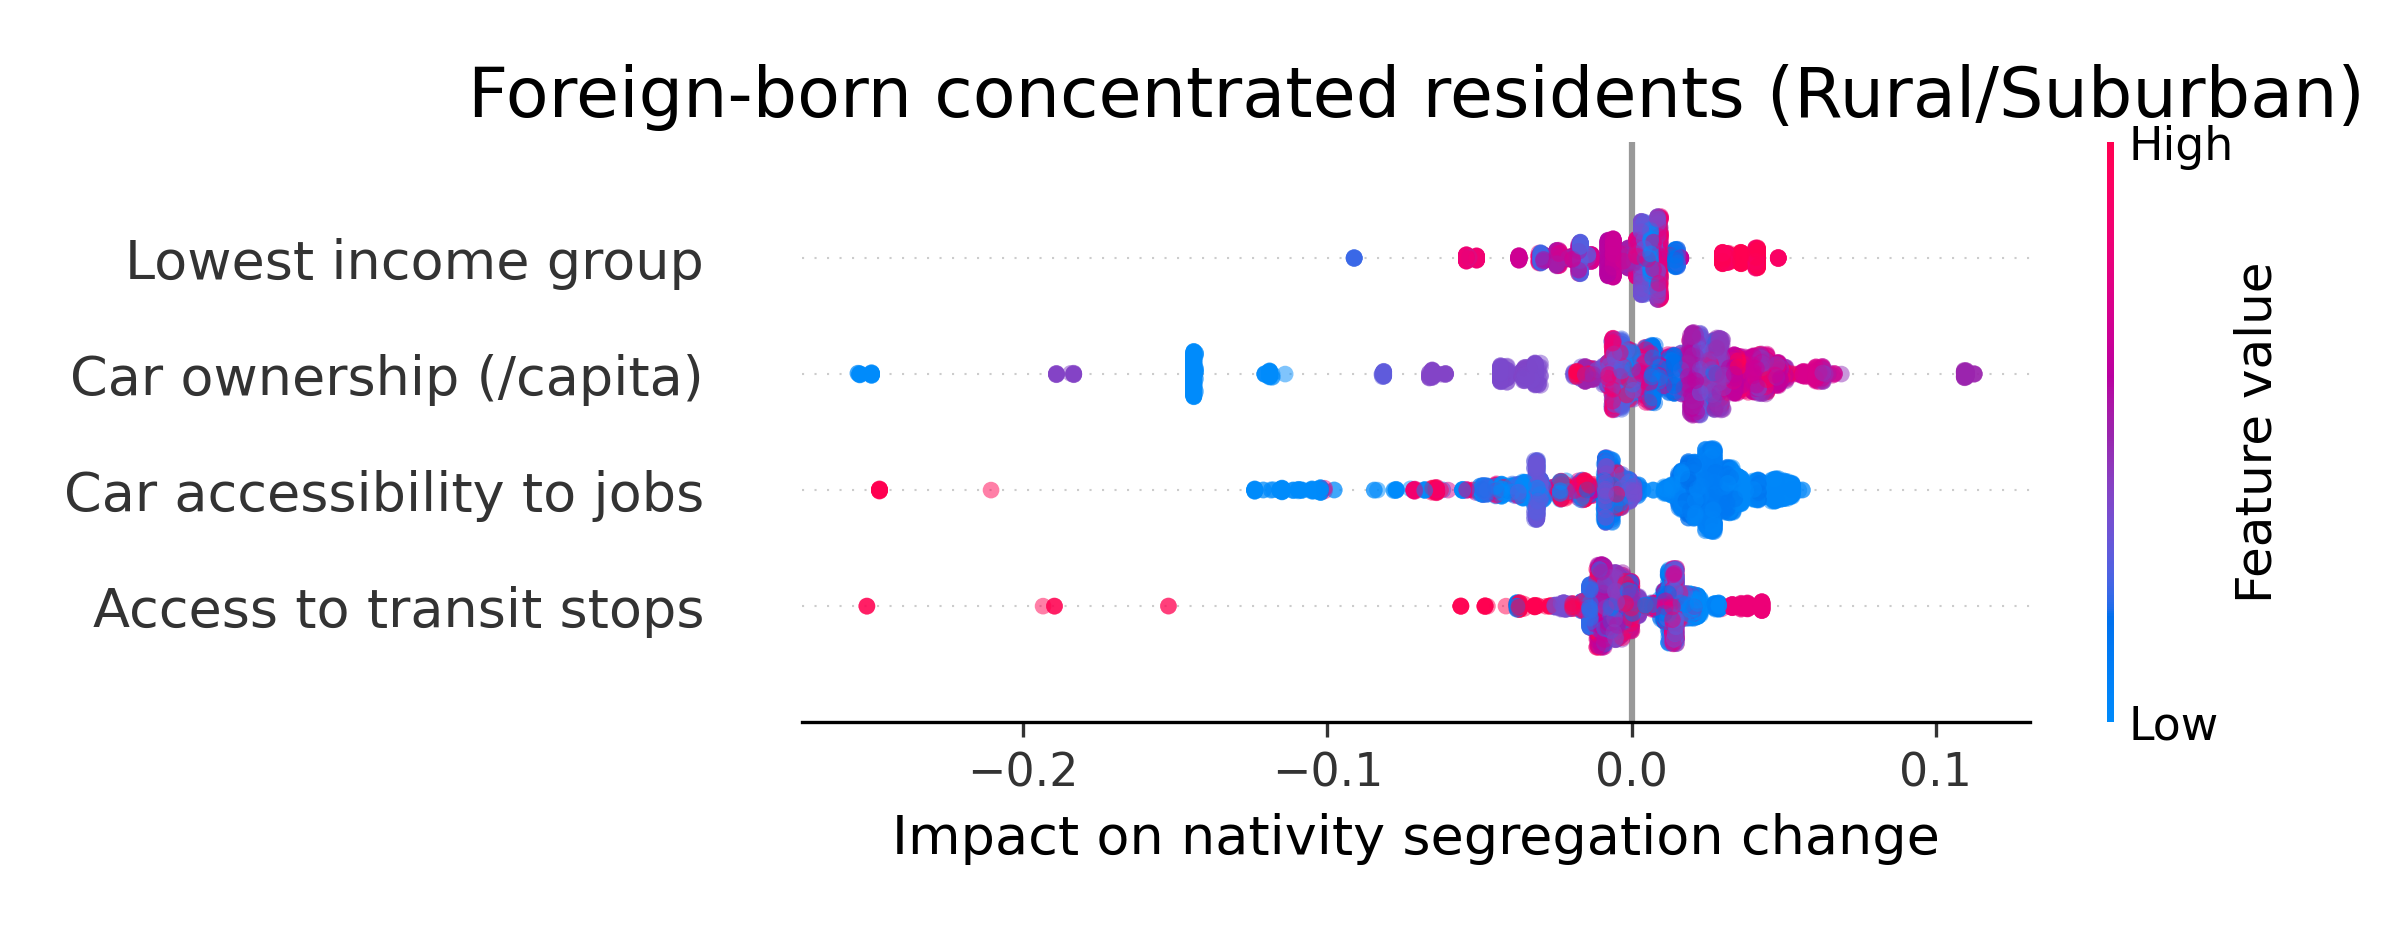 Foreign-born concentrated residents (Rural/Suburban)
High
Lowest income group
Car ownership (/capita)
Car accessibility to jobs
Access to transit stops
Feature value
Low
−0.2
−0.1
0.0
0.1
Impact on nativity segregation change